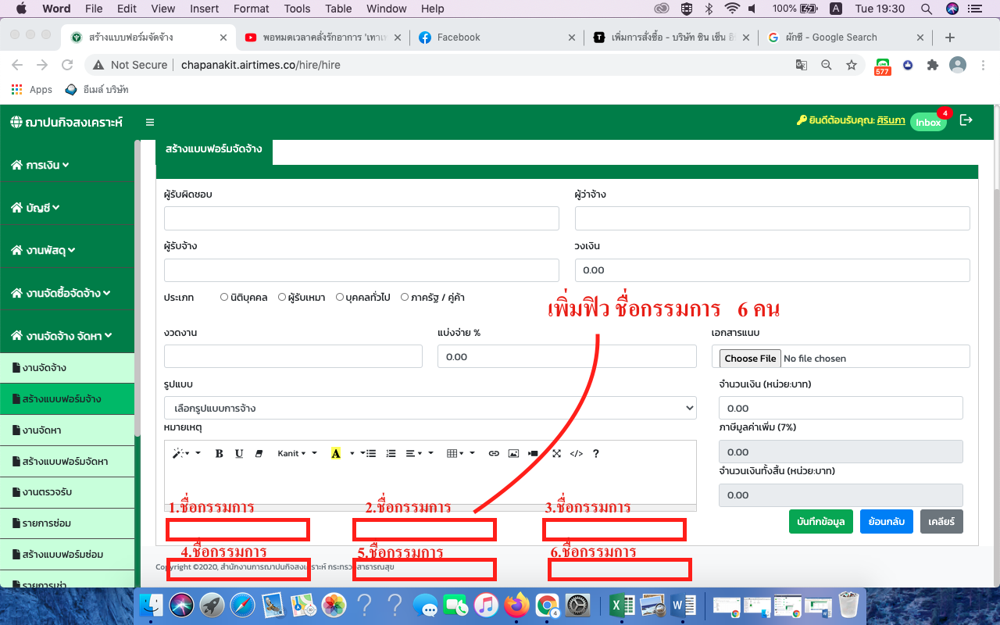 Word File Edit View Insert Format Tools Table Window Help 100% A Tue 19:30
สร้างแบบฟอร์มจัดจ้าง
พอทมดเวลาคลั่งรักอาการ 'เทาเท
Facebook
เพิ่มการสั่งซื้อ - บริษัท ซิน เซ็น อิ
ผักชี - Google Search
Not Secure chapanakit.airtimes.co/hire/hire
577
Apps
อีเมล์ บริษัท
ฌาปนกิจสงเคราะห์
ยินดีต้อนรับคุณ: ศิรินภา
Inbox 4
สร้างแบบฟอร์มจัดจ้าง
การเงิน
บัญชี
งานพัสดุ
งานจัดซื้อจัดจ้าง
งานจัดจ้าง จัดหา
งานจัดจ้าง
สร้างแบบฟอร์มจ้าง
งานจัดหา
สร้างแบบฟอร์มจัดหา
งานตรวจรับ
รายการซ่อม
สร้างแบบฟอร์มซ่อม
รายการเช่า
ผู้รับผิดชอบ
ผู้ว่าจ้าง
ผู้รับจ้าง
วงเงิน
0.00
ประเภท นิติบุคคล ผู้รับเหมา บุคคลทั่วไป ภาครัฐ / คู่ค้า
เพิ่มฟิว ชื่อกรรมการ 6 คน
งวดงาน
แบ่งจ่าย %
0.00
เอกสารแนบ
Choose File No file chosen
รูปแบบ
เลือกรูปแบบการจ้าง
จำนวนเงิน (หน่วย:บาท)
0.00
หมายเหตุ
ภาษีมูลค่าเพิ่ม (7%)
0.00
B U Kanit A </> ?
จำนวนเงินทั้งสิ้น (หน่วย:บาท)
0.00
บันทึกข้อมูล ย้อนกลับ เคลียร์
1.ชื่อกรรมการ 2.ชื่อกรรมการ 3.ชื่อกรรมการ
4.ชื่อกรรมการ 5.ชื่อกรรมการ 6.ชื่อกรรมการ
Copyright ©2020, สำนักงานการฌาปนกิจสงเคราะห์ กระทรวงสาธารณสุข